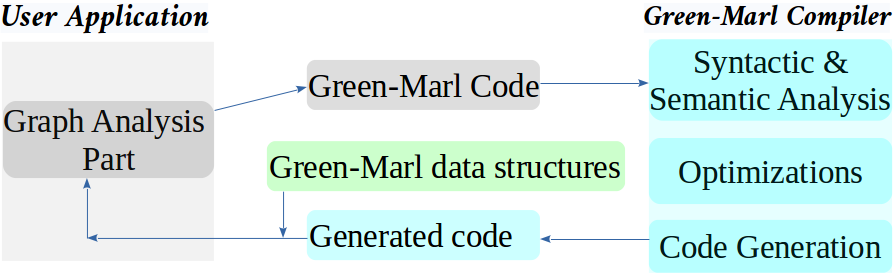 User Application
Green-Marl Compiler
Green-Marl Code
Syntactic &
Semantic Analysis
Graph Analysis
Part
Green-Marl data structures
Optimizations
Generated code
Code Generation